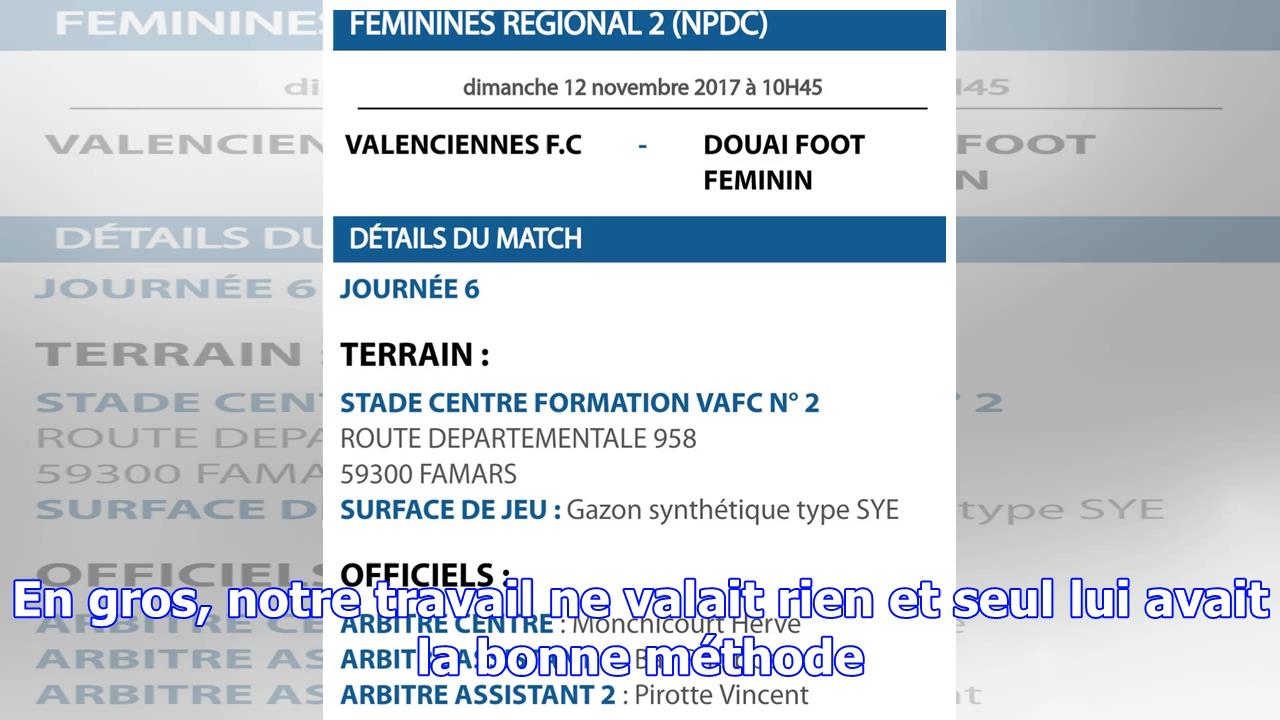 FEMININES REGIONAL 2 (NPDC)
dimanche 12 novembre 2017 à 10H45
VALENCIENNES F.C - DOUAI FOOT
FEMININ
DÉTAILS DU MATCH
JOURNÉE 6
TERRAIN :
STADE CENTRE FORMATION VAFC N° 2
ROUTE DEPARTEMENTALE 958
59300 FAMARS
SURFACE DE JEU : Gazon synthétique type SYE
OFFICIELS :
En gros, notre travail ne valait rien et seul lui avait
ARBITRE CENTRE : Monchicourt Herve
la bonne méthode
ARBITRE
ARBITRE ASSISTANT 2 : Pirotte Vincent